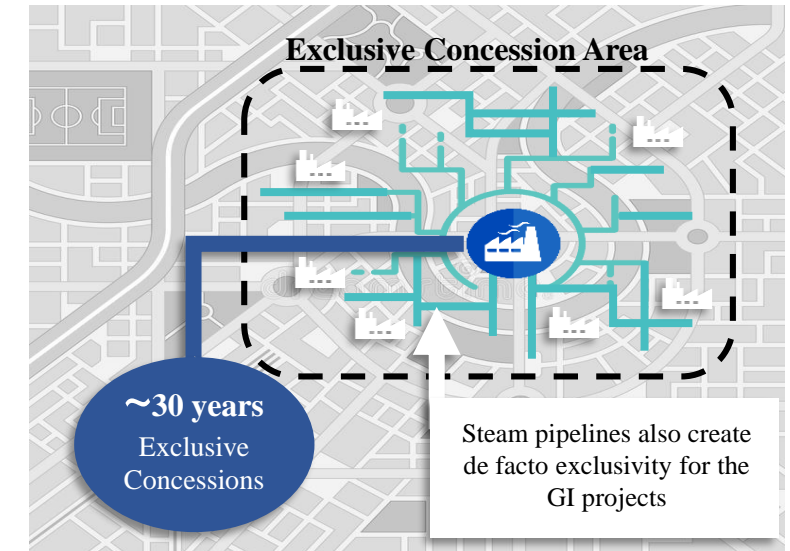 Exclusive Concession Area
~30 years
Exclusive
Concessions
Steam pipelines also create
de facto exclusivity for the
GI projects